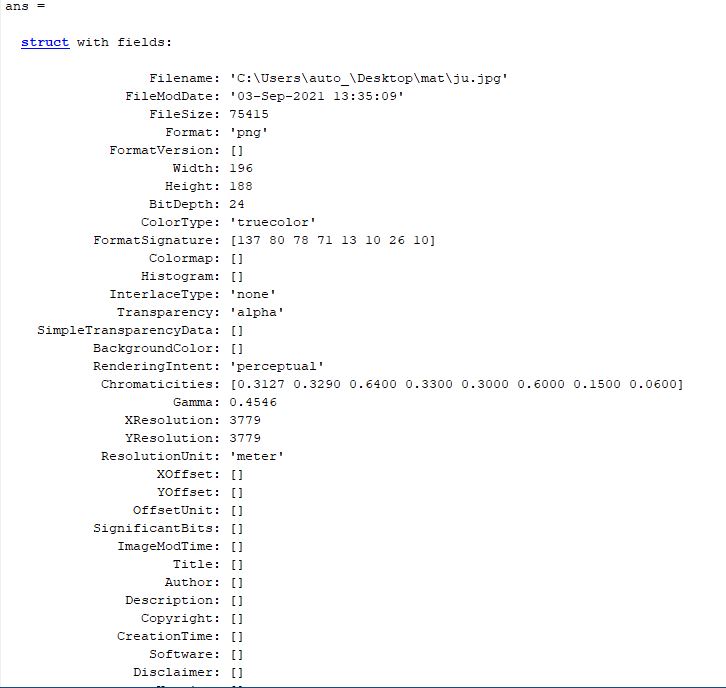 ans =
struct with fields:
Filename: 'C:\Users\auto_\Desktop\mat\ju.jpg'
FileModDate: '03-Sep-2021 13:35:09'
FileSize: 75415
Format: 'png'
FormatVersion: []
Width: 196
Height: 188
BitDepth: 24
ColorType: 'truecolor'
FormatSignature: [137 80 78 71 13 10 26 10]
Colormap: []
Histogram: []
InterlaceType: 'none'
Transparency: 'alpha'
SimpleTransparencyData: []
BackgroundColor: []
RenderingIntent: 'perceptual'
Chromaticities: [0.3127 0.3290 0.6400 0.3300 0.3000 0.6000 0.1500 0.0600]
Gamma: 0.4546
XResolution: 3779
YResolution: 3779
ResolutionUnit: 'meter'
XOffset: []
YOffset: []
OffsetUnit: []
SignificantBits: []
ImageModTime: []
Title: []
Author: []
Description: []
Copyright: []
CreationTime: []
Software: []
Disclaimer: []